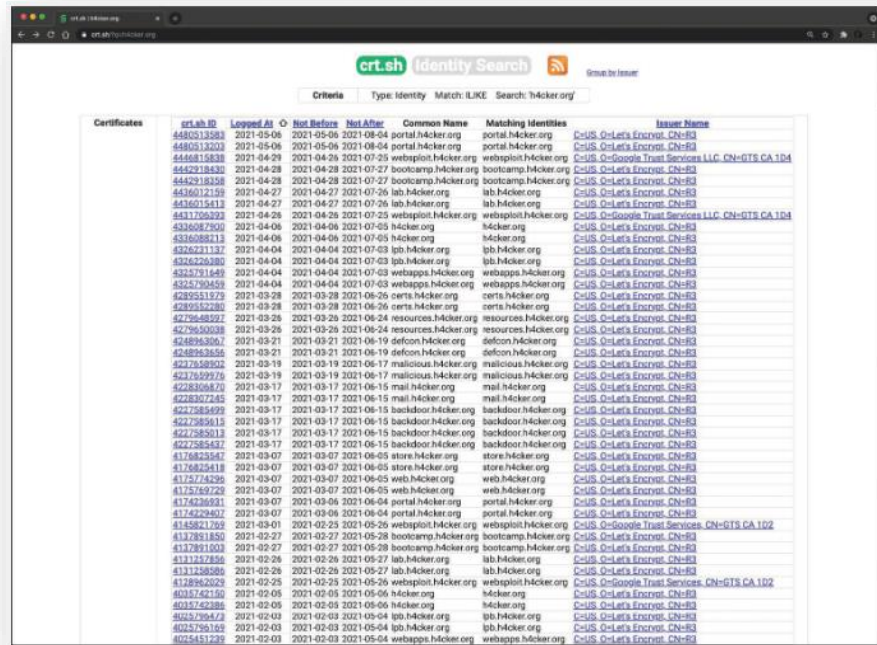 crt.sh | h4cker.org
crt.sh/?q=h4cker.org
crt.sh Identity Search Group by Issuer
Criteria Type: Identity Match: ILIKE Search: 'h4cker.org'
Certificates crt.sh ID Logged At ⇧ Not Before Not After Common Name Matching Identities Issuer Name
4480513583 2021-05-06 2021-05-06 2021-08-04 portal.h4cker.org portal.h4cker.org C=US, O=Let's Encrypt, CN=R3
4480513203 2021-05-06 2021-05-06 2021-08-04 portal.h4cker.org portal.h4cker.org C=US, O=Let's Encrypt, CN=R3
4446815838 2021-04-29 2021-04-26 2021-07-25 websploit.h4cker.org websploit.h4cker.org C=US, O=Google Trust Services LLC, CN=GTS CA 1D4
4442918430 2021-04-28 2021-04-28 2021-07-27 bootcamp.h4cker.org bootcamp.h4cker.org C=US, O=Let's Encrypt, CN=R3
4442918358 2021-04-28 2021-04-28 2021-07-27 bootcamp.h4cker.org bootcamp.h4cker.org C=US, O=Let's Encrypt, CN=R3
4436012159 2021-04-27 2021-04-27 2021-07-26 lab.h4cker.org lab.h4cker.org C=US, O=Let's Encrypt, CN=R3
4436015413 2021-04-27 2021-04-27 2021-07-26 lab.h4cker.org lab.h4cker.org C=US, O=Let's Encrypt, CN=R3
4431706393 2021-04-26 2021-04-26 2021-07-25 websploit.h4cker.org websploit.h4cker.org C=US, O=Google Trust Services LLC, CN=GTS CA 1D4
4336087900 2021-04-06 2021-04-06 2021-07-05 h4cker.org h4cker.org C=US, O=Let's Encrypt, CN=R3
4336088213 2021-04-06 2021-04-06 2021-07-05 h4cker.org h4cker.org C=US, O=Let's Encrypt, CN=R3
4326231137 2021-04-04 2021-04-04 2021-07-03 lpb.h4cker.org lpb.h4cker.org C=US, O=Let's Encrypt, CN=R3
4326226380 2021-04-04 2021-04-04 2021-07-03 lpb.h4cker.org lpb.h4cker.org C=US, O=Let's Encrypt, CN=R3
4325791649 2021-04-04 2021-04-04 2021-07-03 webapps.h4cker.org webapps.h4cker.org C=US, O=Let's Encrypt, CN=R3
4325790459 2021-04-04 2021-04-04 2021-07-03 webapps.h4cker.org webapps.h4cker.org C=US, O=Let's Encrypt, CN=R3
4289551979 2021-03-28 2021-03-28 2021-06-26 certs.h4cker.org certs.h4cker.org C=US, O=Let's Encrypt, CN=R3
4289552280 2021-03-28 2021-03-28 2021-06-26 certs.h4cker.org certs.h4cker.org C=US, O=Let's Encrypt, CN=R3
4279648597 2021-03-26 2021-03-26 2021-06-24 resources.h4cker.org resources.h4cker.org C=US, O=Let's Encrypt, CN=R3
4279650038 2021-03-26 2021-03-26 2021-06-24 resources.h4cker.org resources.h4cker.org C=US, O=Let's Encrypt, CN=R3
4248963067 2021-03-21 2021-03-21 2021-06-19 defcon.h4cker.org defcon.h4cker.org C=US, O=Let's Encrypt, CN=R3
4248963656 2021-03-21 2021-03-21 2021-06-19 defcon.h4cker.org defcon.h4cker.org C=US, O=Let's Encrypt, CN=R3
4237658902 2021-03-19 2021-03-19 2021-06-17 malicious.h4cker.org malicious.h4cker.org C=US, O=Let's Encrypt, CN=R3
4237659976 2021-03-19 2021-03-19 2021-06-17 malicious.h4cker.org malicious.h4cker.org C=US, O=Let's Encrypt, CN=R3
4228306870 2021-03-17 2021-03-17 2021-06-15 mail.h4cker.org mail.h4cker.org C=US, O=Let's Encrypt, CN=R3
4228307245 2021-03-17 2021-03-17 2021-06-15 mail.h4cker.org mail.h4cker.org C=US, O=Let's Encrypt, CN=R3
4227585499 2021-03-17 2021-03-17 2021-06-15 backdoor.h4cker.org backdoor.h4cker.org C=US, O=Let's Encrypt, CN=R3
4227585615 2021-03-17 2021-03-17 2021-06-15 backdoor.h4cker.org backdoor.h4cker.org C=US, O=Let's Encrypt, CN=R3
4227585013 2021-03-17 2021-03-17 2021-06-15 backdoor.h4cker.org backdoor.h4cker.org C=US, O=Let's Encrypt, CN=R3
4227585437 2021-03-17 2021-03-17 2021-06-15 backdoor.h4cker.org backdoor.h4cker.org C=US, O=Let's Encrypt, CN=R3
4176825547 2021-03-07 2021-03-07 2021-06-05 store.h4cker.org store.h4cker.org C=US, O=Let's Encrypt, CN=R3
4176825418 2021-03-07 2021-03-07 2021-06-05 store.h4cker.org store.h4cker.org C=US, O=Let's Encrypt, CN=R3
4175774296 2021-03-07 2021-03-07 2021-06-05 web.h4cker.org web.h4cker.org C=US, O=Let's Encrypt, CN=R3
4175769729 2021-03-07 2021-03-07 2021-06-05 web.h4cker.org web.h4cker.org C=US, O=Let's Encrypt, CN=R3
4174236931 2021-03-07 2021-03-06 2021-06-04 portal.h4cker.org portal.h4cker.org C=US, O=Let's Encrypt, CN=R3
4174229407 2021-03-07 2021-03-06 2021-06-04 portal.h4cker.org portal.h4cker.org C=US, O=Let's Encrypt, CN=R3
4145821769 2021-03-01 2021-02-25 2021-05-26 websploit.h4cker.org websploit.h4cker.org C=US, O=Google Trust Services, CN=GTS CA 1D2
4137891850 2021-02-27 2021-02-27 2021-05-28 bootcamp.h4cker.org bootcamp.h4cker.org C=US, O=Let's Encrypt, CN=R3
4137891003 2021-02-27 2021-02-27 2021-05-28 bootcamp.h4cker.org bootcamp.h4cker.org C=US, O=Let's Encrypt, CN=R3
4131257856 2021-02-26 2021-02-26 2021-05-27 lab.h4cker.org lab.h4cker.org C=US, O=Let's Encrypt, CN=R3
4131258586 2021-02-26 2021-02-26 2021-05-27 lab.h4cker.org lab.h4cker.org C=US, O=Let's Encrypt, CN=R3
4128962029 2021-02-25 2021-02-25 2021-05-26 websploit.h4cker.org websploit.h4cker.org C=US, O=Google Trust Services, CN=GTS CA 1D2
4035742150 2021-02-05 2021-02-05 2021-05-06 h4cker.org h4cker.org C=US, O=Let's Encrypt, CN=R3
4035742386 2021-02-05 2021-02-05 2021-05-06 h4cker.org h4cker.org C=US, O=Let's Encrypt, CN=R3
4025796473 2021-02-03 2021-02-03 2021-05-04 lpb.h4cker.org lpb.h4cker.org C=US, O=Let's Encrypt, CN=R3
4025796169 2021-02-03 2021-02-03 2021-05-04 lpb.h4cker.org lpb.h4cker.org C=US, O=Let's Encrypt, CN=R3
4025451239 2021-02-03 2021-02-03 2021-05-04 webapps.h4cker.org webapps.h4cker.org C=US, O=Let's Encrypt, CN=R3